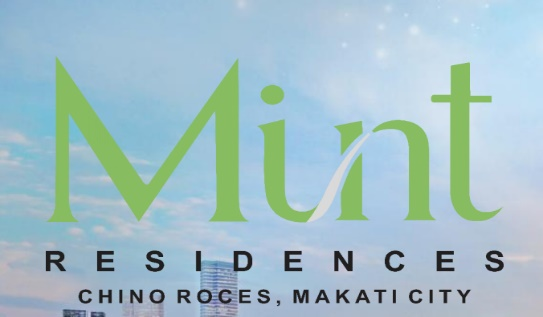 Mint
RESIDENCES
CHINO ROCES, MAKATI CITY